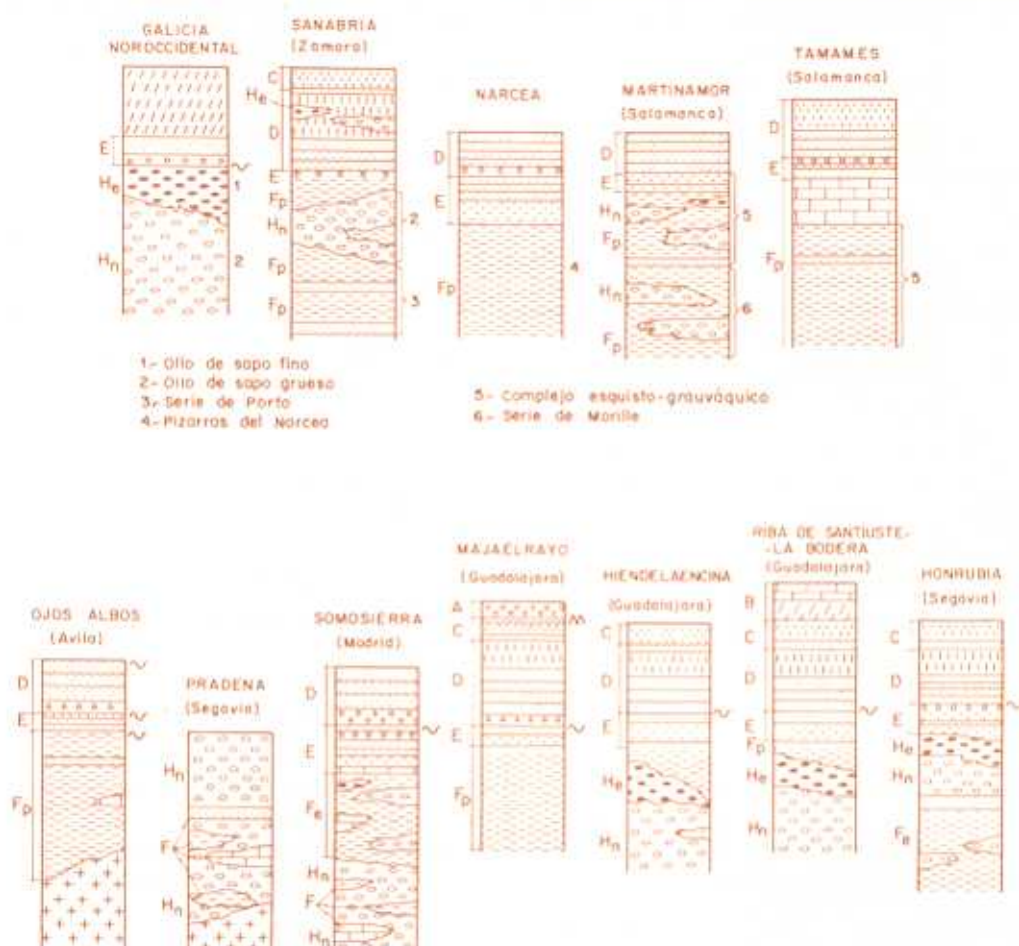 GALICIA
NOROCCIDENTAL
E
He
1
Hn
2
SANABRIA
(Zamora)
C
He
D
E
Fp
Hn
2
Fp
Fp
3
NARCEA
D
E
Fp
4
MARTINAMOR
(Salamanca)
D
E
Hn
5
Fp
Hn
6
Fp
TAMAMES
(Salamanca)
D
E
Fp
5
1.- Ollo de sapo fino
2.- Ollo de sapo grueso
3.- Serie de Porto
4.- Pizarras del Narcea
5.- Complejo esquisto-grauváquico
6.- Serie de Morille
OJOS ALBOS
(Avila)
D
E
Fp
PRADENA
(Segovia)
Hn
Hn
SOMOSIERRA
(Madrid)
D
E
Fe
Hn
F
Hn
MAJAELRAYO
(Guadalajara)
A
C
D
E
Fp
HIENDELAENCINA
(Guadalajara)
C
D
E
He
Hn
RIBA DE SANTIUSTE-
-LA BODERA
(Guadalajara)
B
C
D
E
Fp
He
Hn
HONRUBIA
(Segovia)
C
D
E
He
Hn
Fe